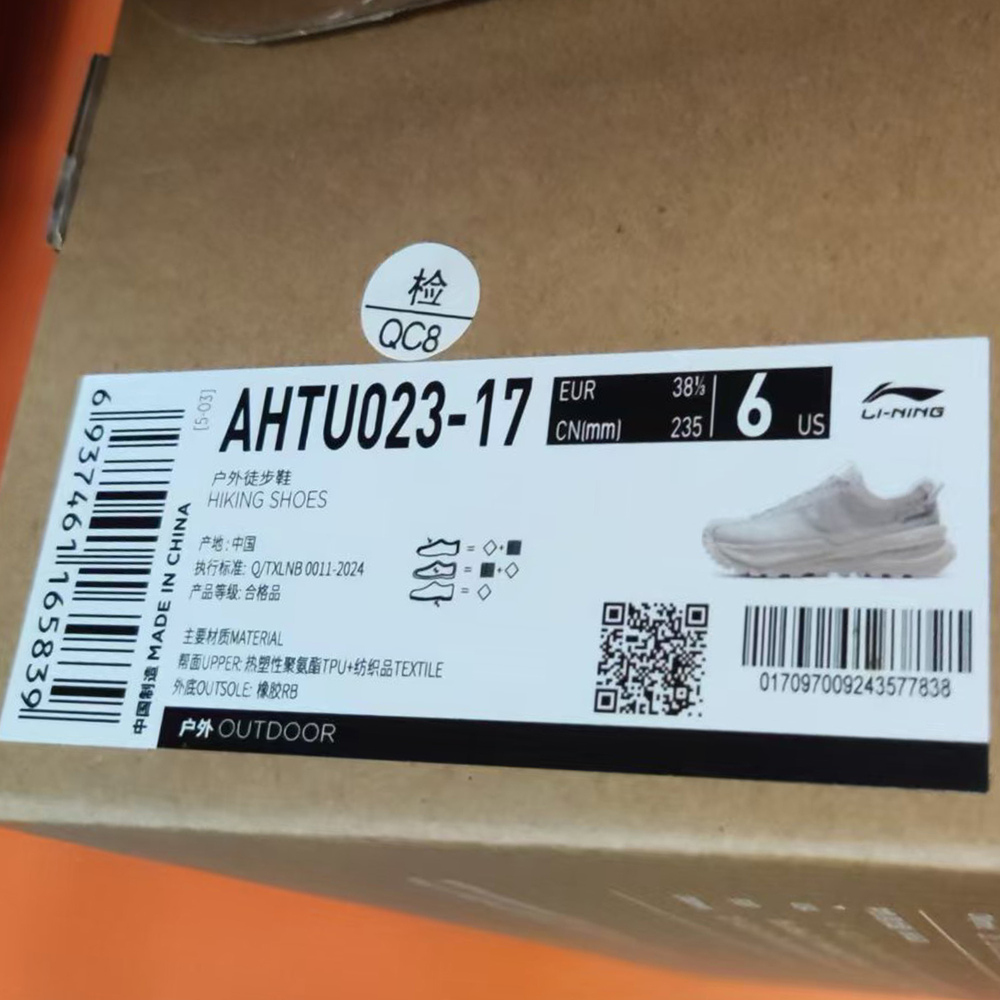 检
QC8
6937461165839
[5-03]
中国制造 MADE IN CHINA
AHTU023-17
EUR 38⅓
CN(mm) 235
6 US
LI-NING
户外徒步鞋
HIKING SHOES
产地:中国
执行标准: Q/TXLNB 0011-2024
产品等级: 合格品
主要材质MATERIAL
帮面UPPER: 热塑性聚氨酯TPU+纺织品TEXTILE
外底OUTSOLE: 橡胶RB
017097009243577838
户外 OUTDOOR